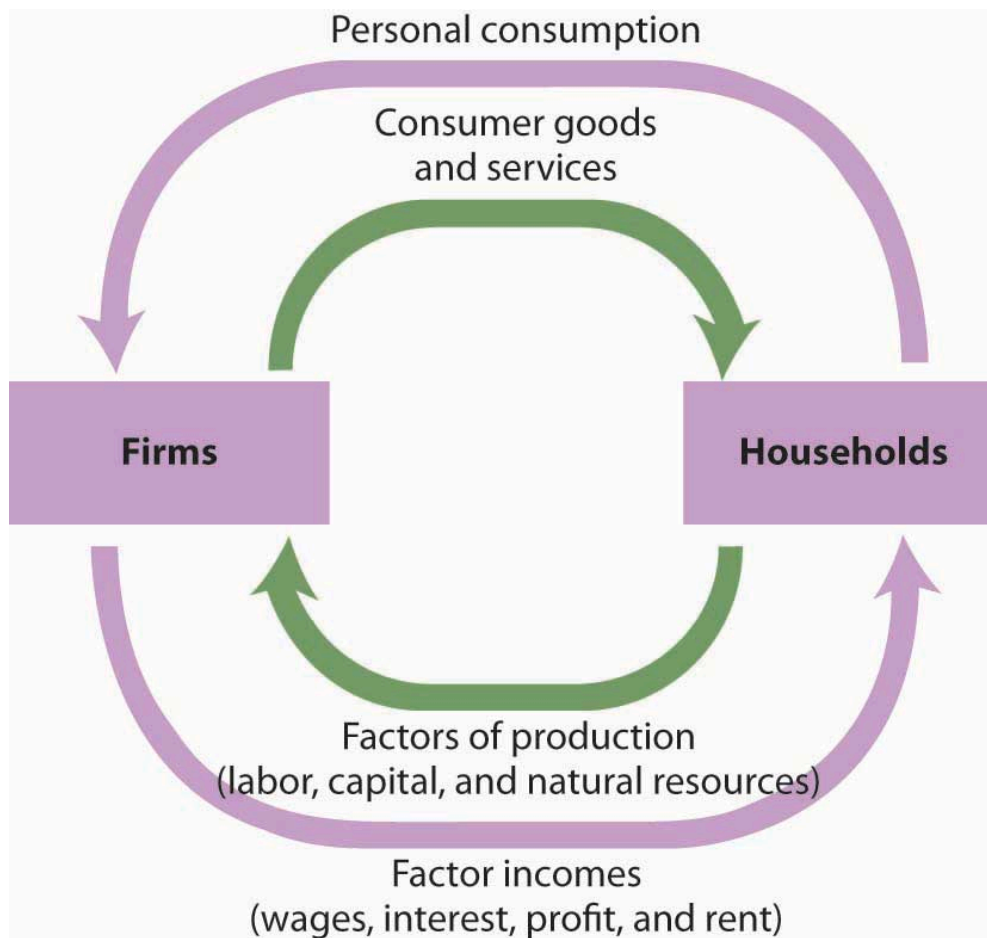 Personal consumption
Consumer goods
and services
Firms
Households
Factors of production
(labor, capital, and natural resources)
Factor incomes
(wages, interest, profit, and rent)